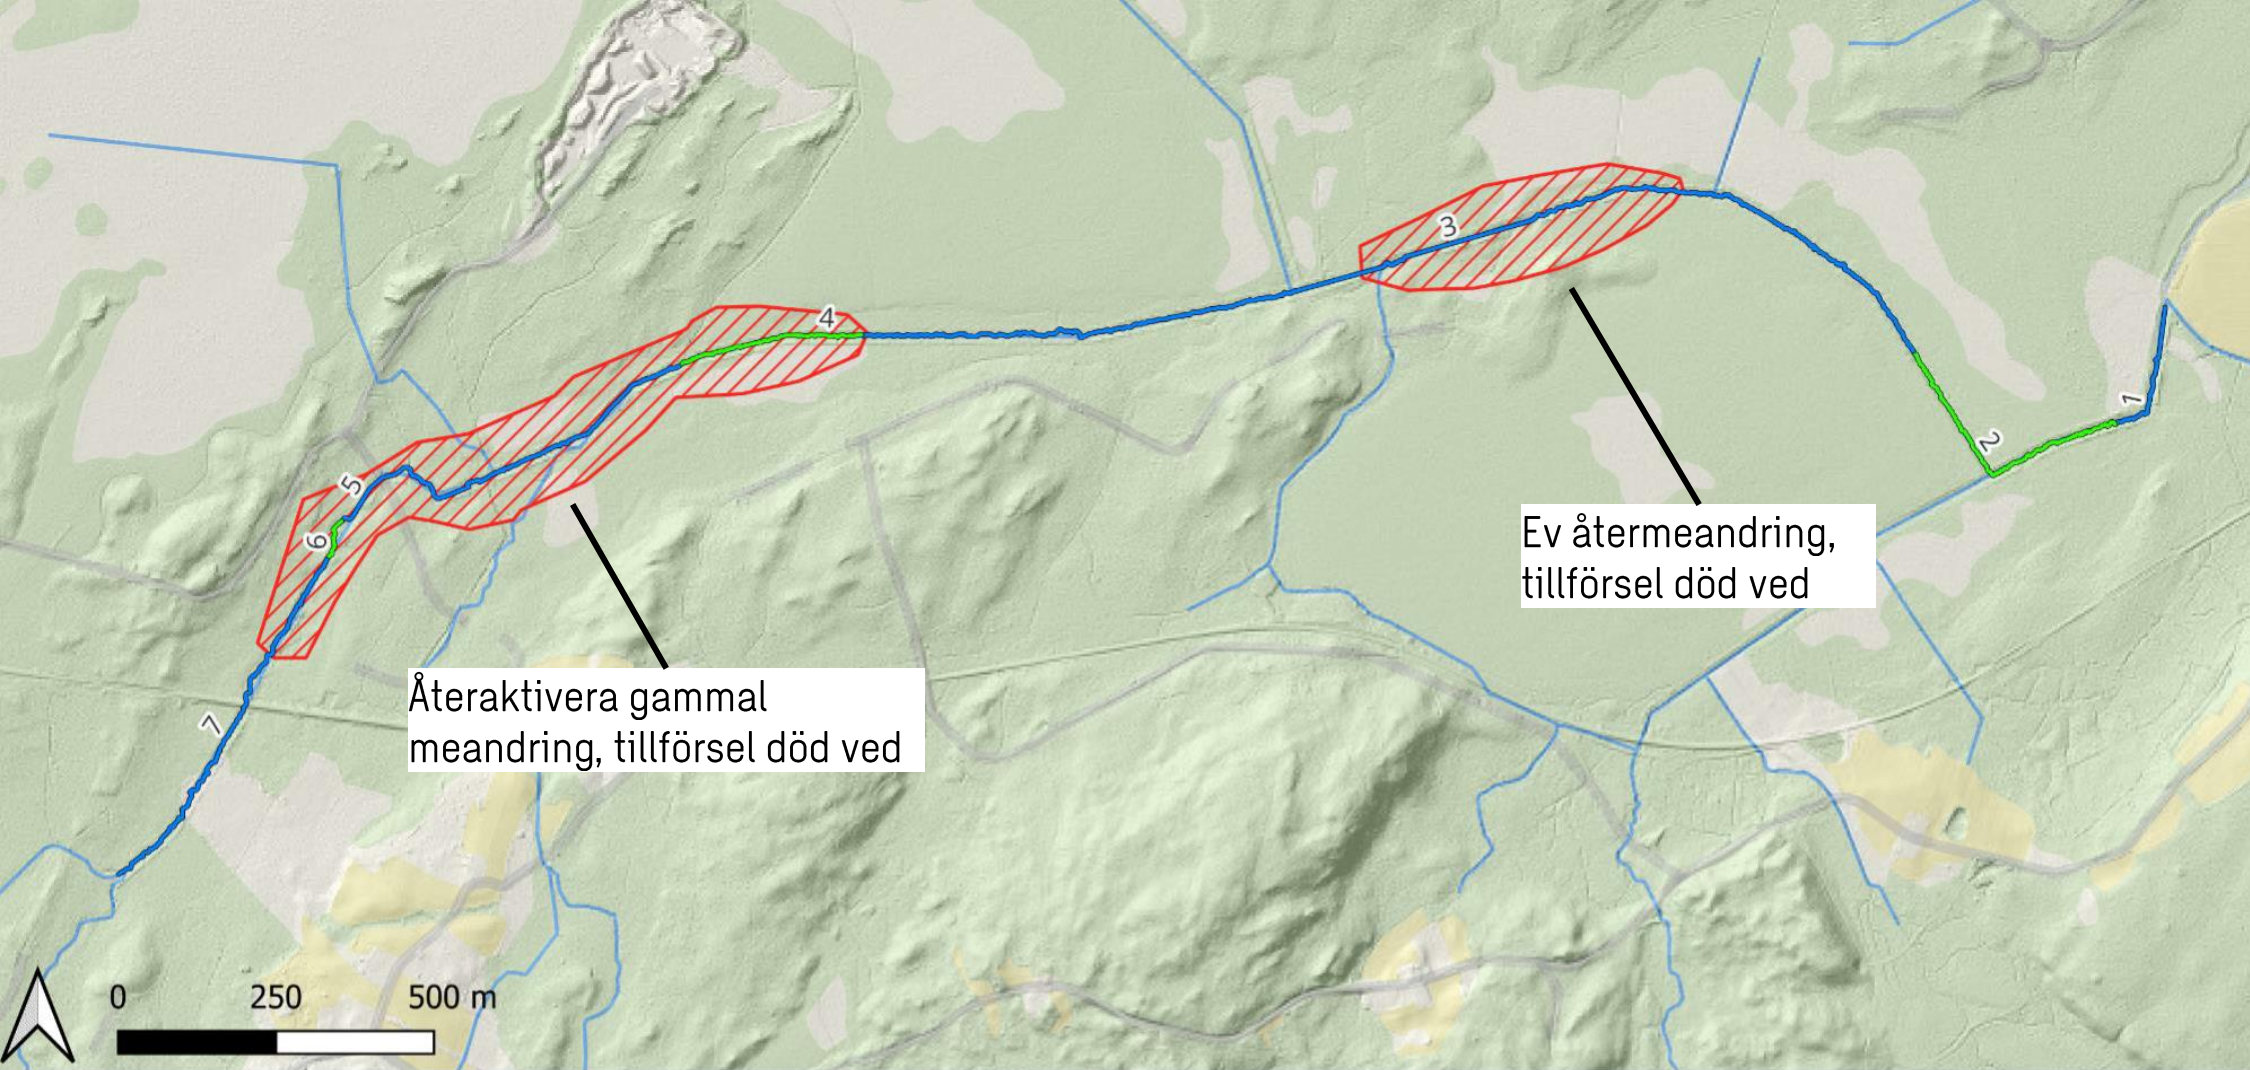 3
4
1
2
5
6
Ev återmeandring,
tillförsel död ved
Återaktivera gammal
meandring, tillförsel död ved
7
0 250 500 m